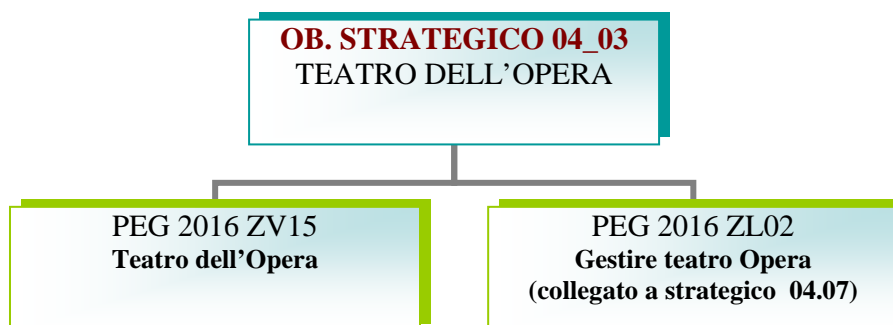 OB. STRATEGICO 04_03
TEATRO DELL’OPERA
PEG 2016 ZV15
Teatro dell’Opera
PEG 2016 ZL02
Gestire teatro Opera
(collegato a strategico 04.07)